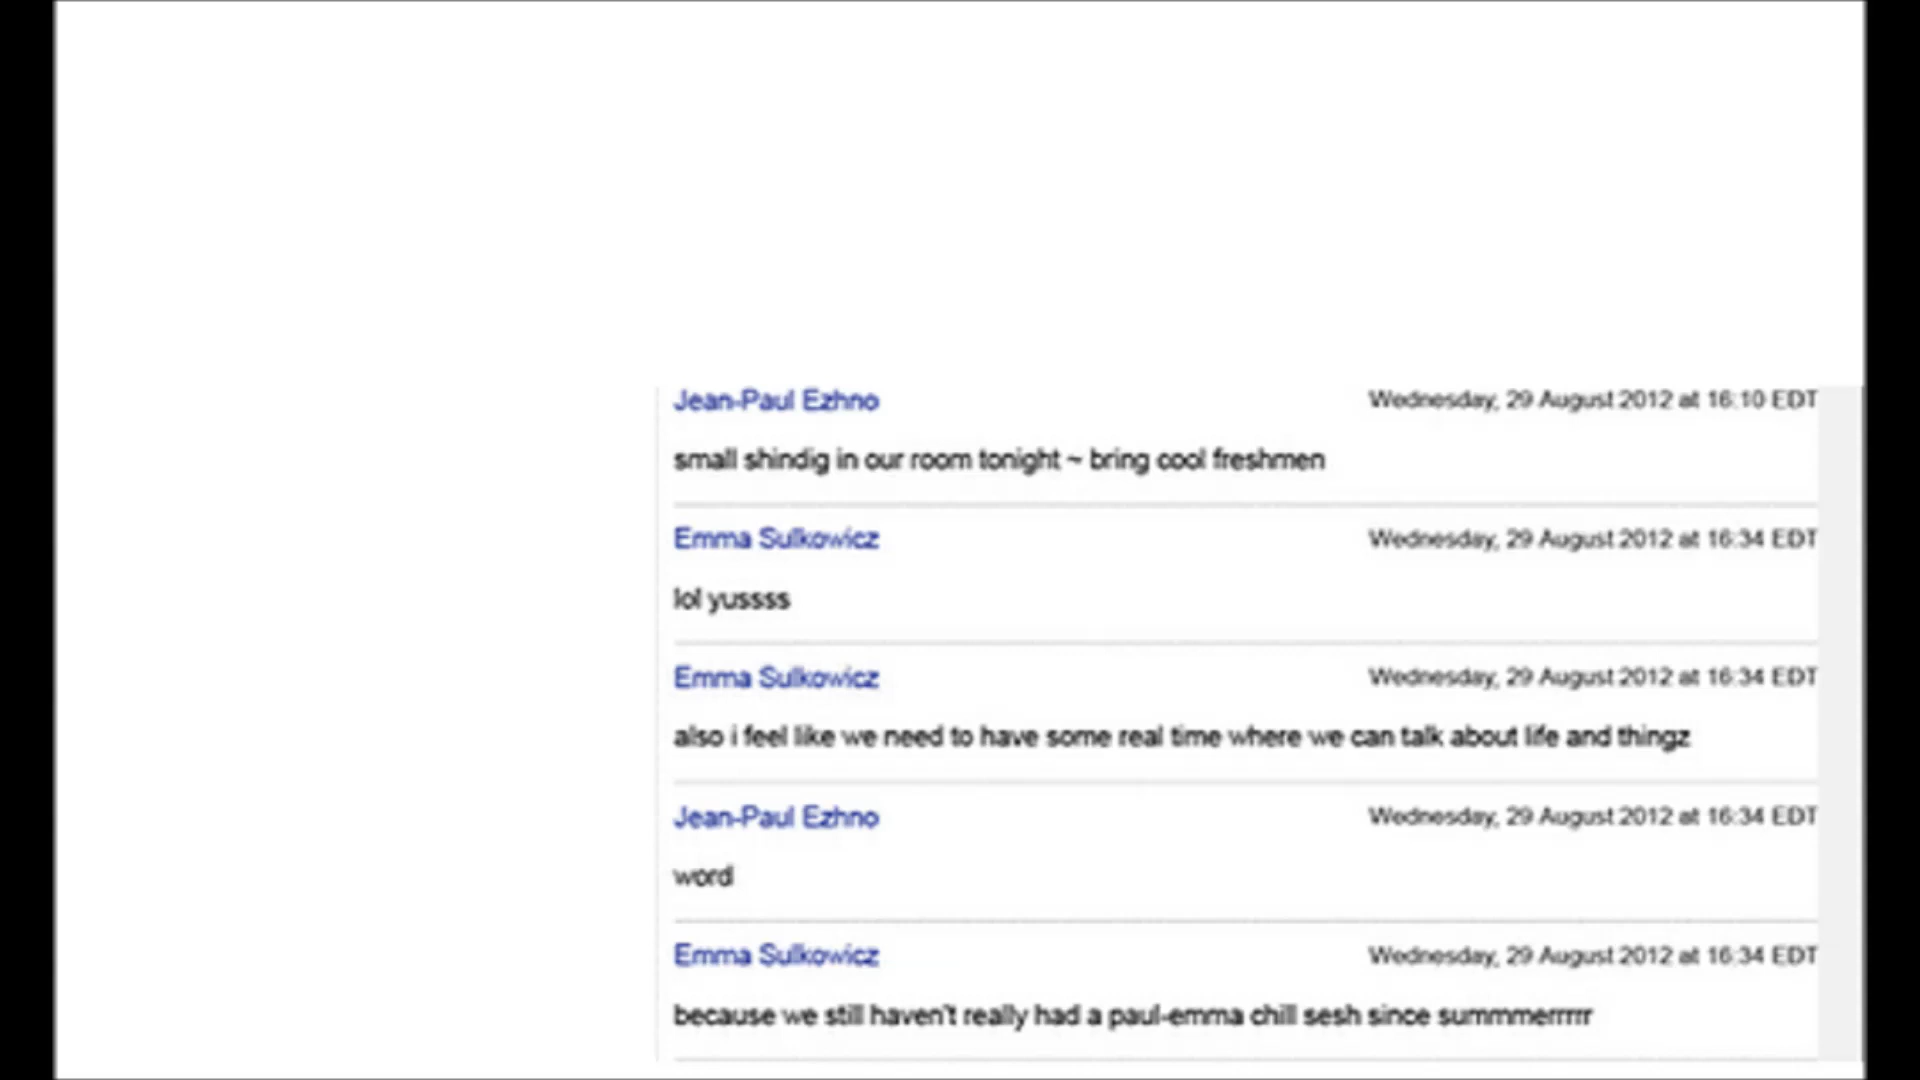 Jean-Paul Ezhno Wednesday, 29 August 2012 at 16:10 EDT
small shindig in our room tonight ~ bring cool freshmen
Emma Sulkowicz Wednesday, 29 August 2012 at 16:34 EDT
lol yussss
Emma Sulkowicz Wednesday, 29 August 2012 at 16:34 EDT
also i feel like we need to have some real time where we can talk about life and thingz
Jean-Paul Ezhno Wednesday, 29 August 2012 at 16:34 EDT
word
Emma Sulkowicz Wednesday, 29 August 2012 at 16:34 EDT
because we still haven't really had a paul-emma chill sesh since summmerrrrr